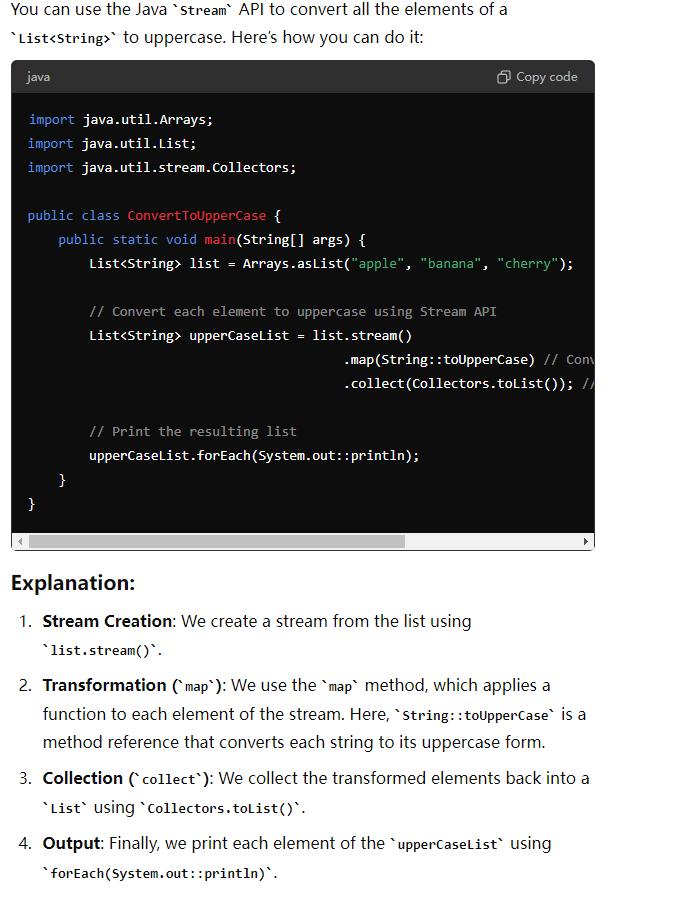 You can use the Java `Stream` API to convert all the elements of a
`List<String>` to uppercase. Here's how you can do it:
java
Copy code
import java.util.Arrays;
import java.util.List;
import java.util.stream.Collectors;
public class ConvertToUpperCase {
    public static void main(String[] args) {
        List<String> list = Arrays.asList("apple", "banana", "cherry");
        // Convert each element to uppercase using Stream API
        List<String> upperCaseList = list.stream()
                                         .map(String::toUpperCase) // Conv
                                         .collect(Collectors.toList()); //
        // Print the resulting list
        upperCaseList.forEach(System.out::println);
    }
}
Explanation:
1. Stream Creation: We create a stream from the list using
`list.stream()`.
2. Transformation (`map`): We use the `map` method, which applies a
function to each element of the stream. Here, `String::toUpperCase` is a
method reference that converts each string to its uppercase form.
3. Collection (`collect`): We collect the transformed elements back into a
`List` using `Collectors.toList()`.
4. Output: Finally, we print each element of the `upperCaseList` using
`forEach(System.out::println)`.